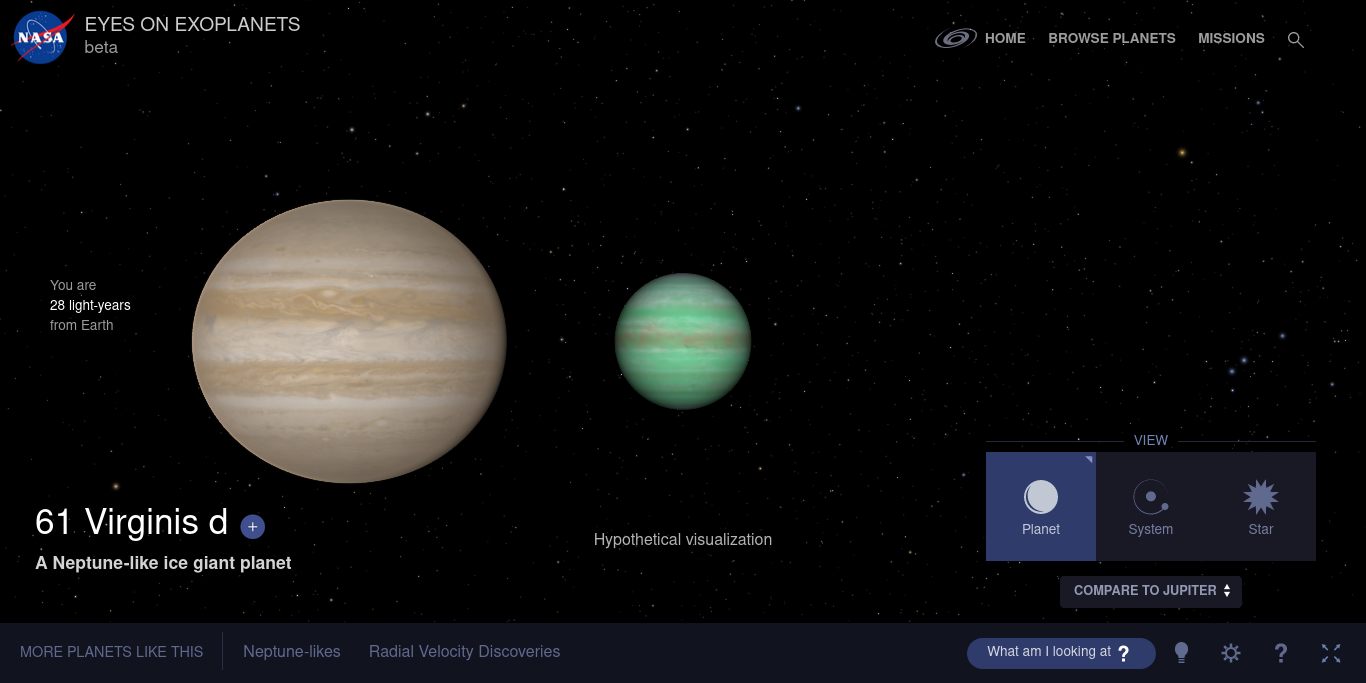 NASA
EYES ON EXOPLANETS
beta
HOME
BROWSE PLANETS
MISSIONS
You are
28 light-years
from Earth
61 Virginis d +
A Neptune-like ice giant planet
Hypothetical visualization
VIEW
Planet
System
Star
COMPARE TO JUPITER
MORE PLANETS LIKE THIS
Neptune-likes
Radial Velocity Discoveries
What am I looking at ?
?